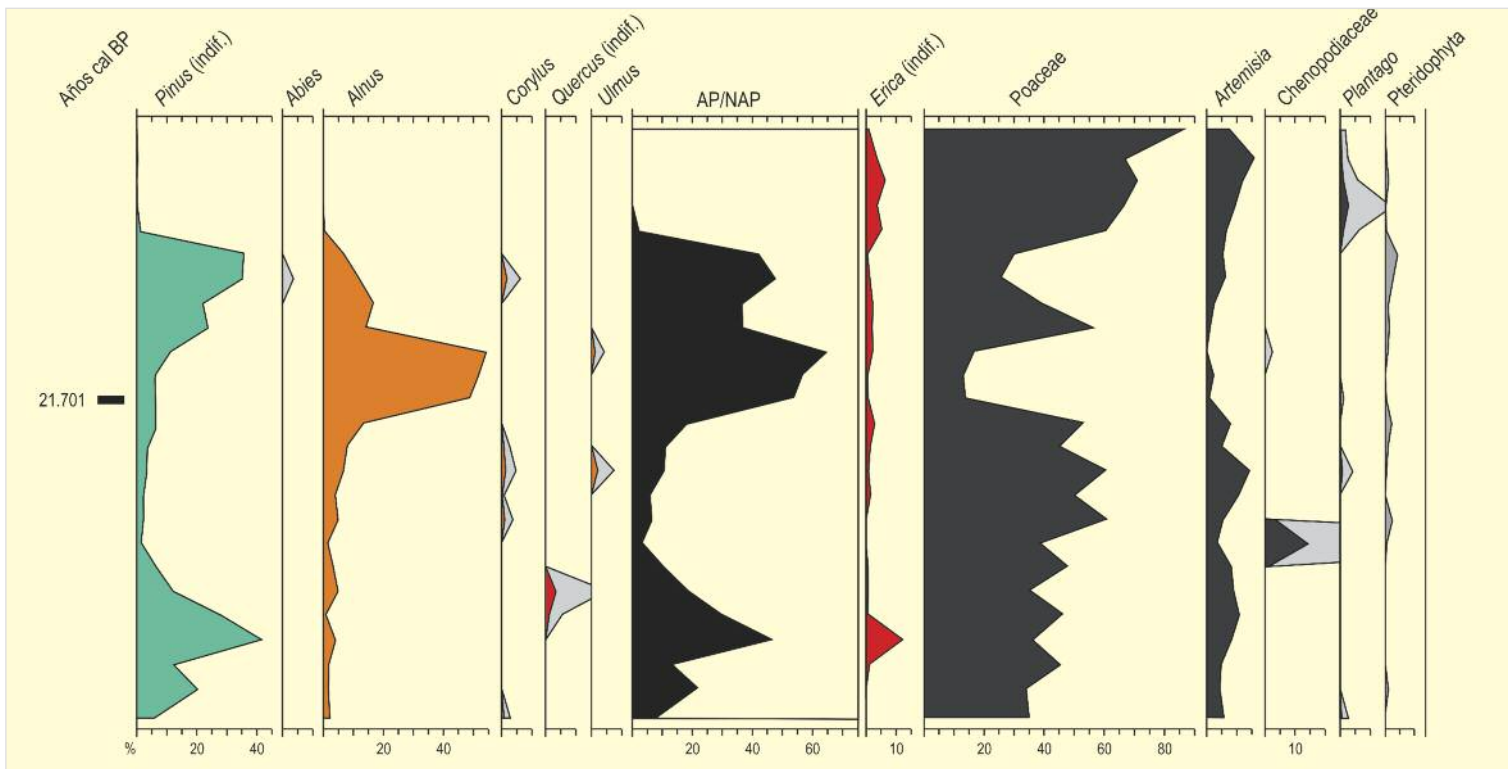 Años cal BP
Pinus (indif.)
Abies
Alnus
Corylus
Quercus (indif.)
Ulmus
AP/NAP
Erica (indif.)
Poaceae
Artemisia
Chenopodiaceae
Plantago
Pteridophyta
21.701
% 20 40 20 40 20 40 60 10 20 40 60 80 10